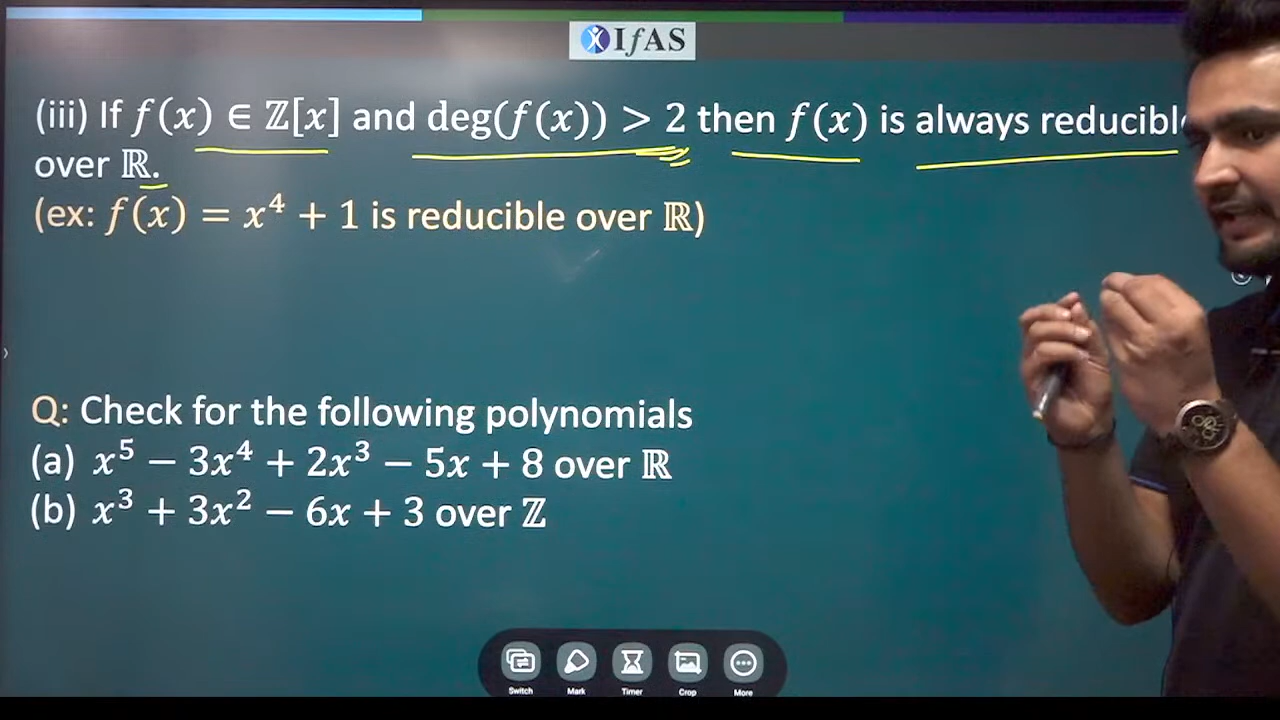 IfAS
(iii) If f(x) ∈ ℤ[x] and deg(f(x)) > 2 then f(x) is always reducibl
over ℝ.
(ex: f(x) = x⁴ + 1 is reducible over ℝ)
Q: Check for the following polynomials
(a) x⁵ − 3x⁴ + 2x³ − 5x + 8 over ℝ
(b) x³ + 3x² − 6x + 3 over ℤ
Switch Mark Timer Crop More